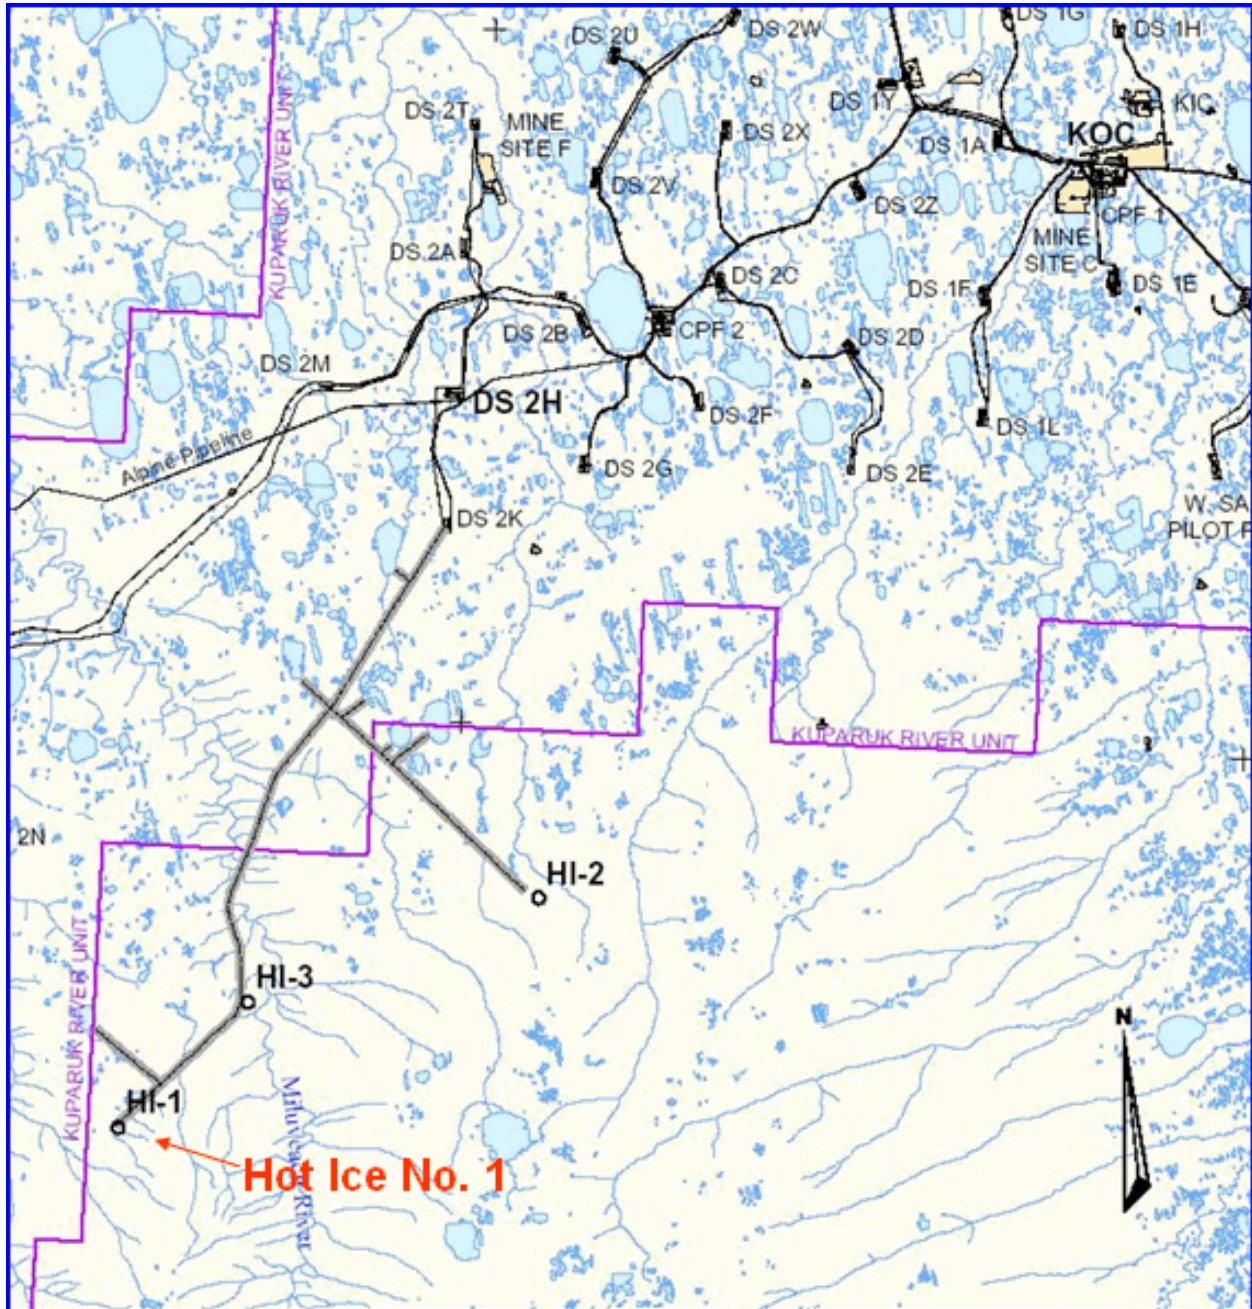 DS 1G
DS 2W
DS 1H
DS 2U
DS 1Y
KIC
DS 2T
MINE
SITE F
DS 2X
DS 1A
KOC
DS 2V
DS 2Z
CPF 1
KUPARUK RIVER UNIT
MINE
SITE C
DS 2A
DS 2C
DS 1F
DS 1E
DS 2B
CPF 2
DS 2D
DS 2M
DS 2H
DS 2F
DS 1L
Alpine Pipeline
DS 2G
DS 2E
DS 2K
W. SA
PILOT P
KUPARUK RIVER UNIT
2N
HI-2
KUPARUK RIVER UNIT
HI-3
N
HI-1
Hot Ice No. 1
River